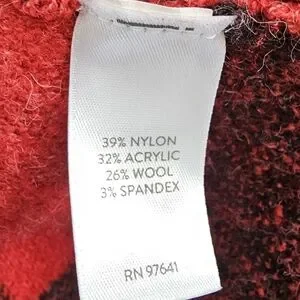 39% NYLON
32% ACRYLIC
26% WOOL
3% SPANDEX
RN 97641